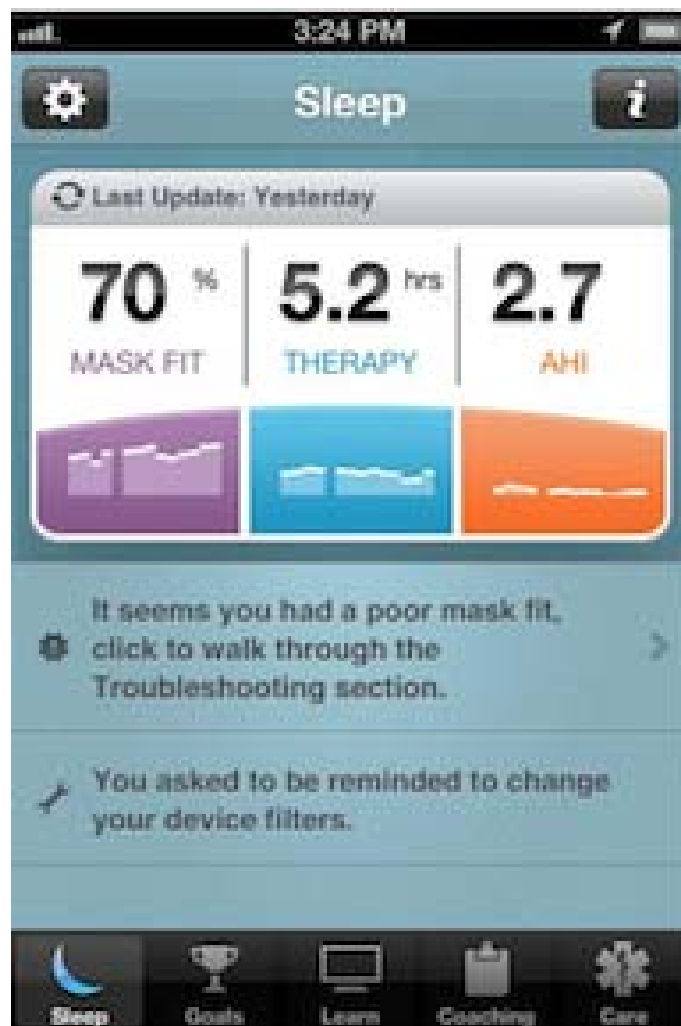 3:24 PM
Sleep
i
Last Update: Yesterday
70 %
5.2 hrs
2.7
MASK FIT
THERAPY
AHI
It seems you had a poor mask fit,
click to walk through the
Troubleshooting section.
You asked to be reminded to change
your device filters.
Sleep
Goals
Learn
Coaching
Care